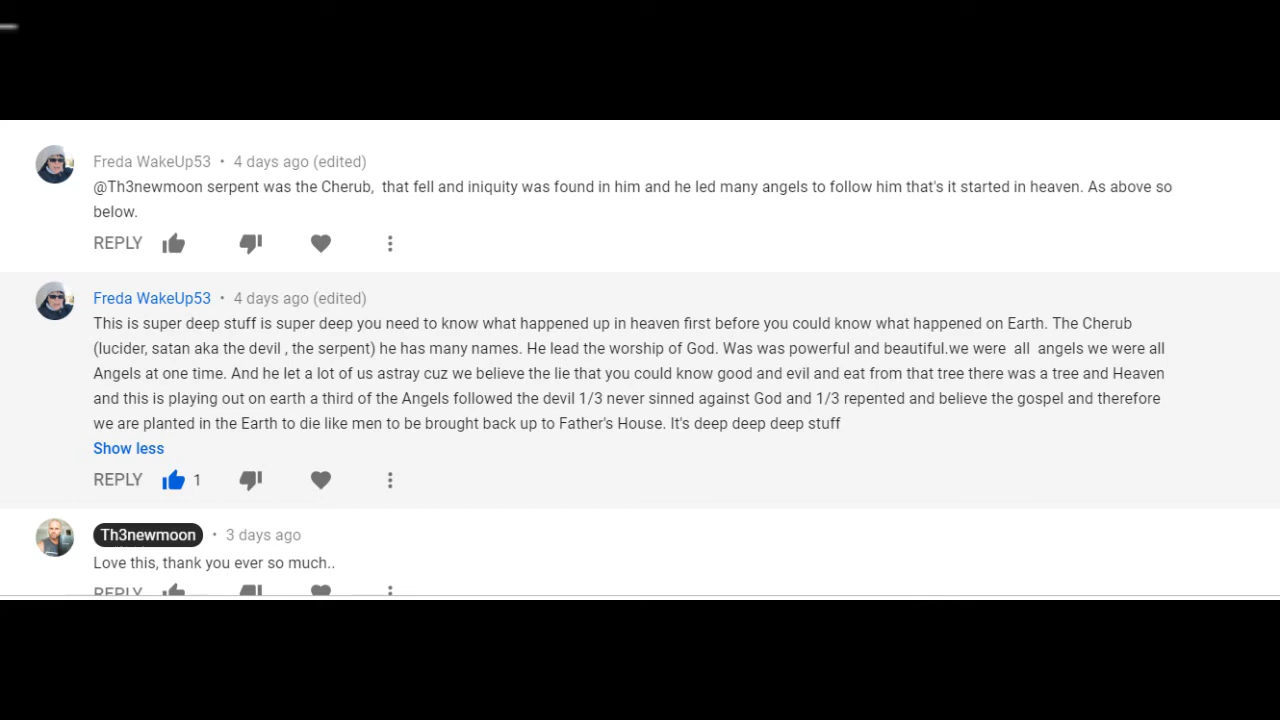 Freda WakeUp53 • 4 days ago (edited)
@Th3newmoon serpent was the Cherub,  that fell and iniquity was found in him and he led many angels to follow him that's it started in heaven. As above so
below.
REPLY
Freda WakeUp53 • 4 days ago (edited)
This is super deep stuff is super deep you need to know what happened up in heaven first before you could know what happened on Earth. The Cherub
(lucider, satan aka the devil , the serpent) he has many names. He lead the worship of God. Was was powerful and beautiful.we were  all  angels we were all
Angels at one time. And he let a lot of us astray cuz we believe the lie that you could know good and evil and eat from that tree there was a tree and Heaven
and this is playing out on earth a third of the Angels followed the devil 1/3 never sinned against God and 1/3 repented and believe the gospel and therefore
we are planted in the Earth to die like men to be brought back up to Father's House. It's deep deep deep stuff
Show less
REPLY 1
Th3newmoon • 3 days ago
Love this, thank you ever so much..
REPLY